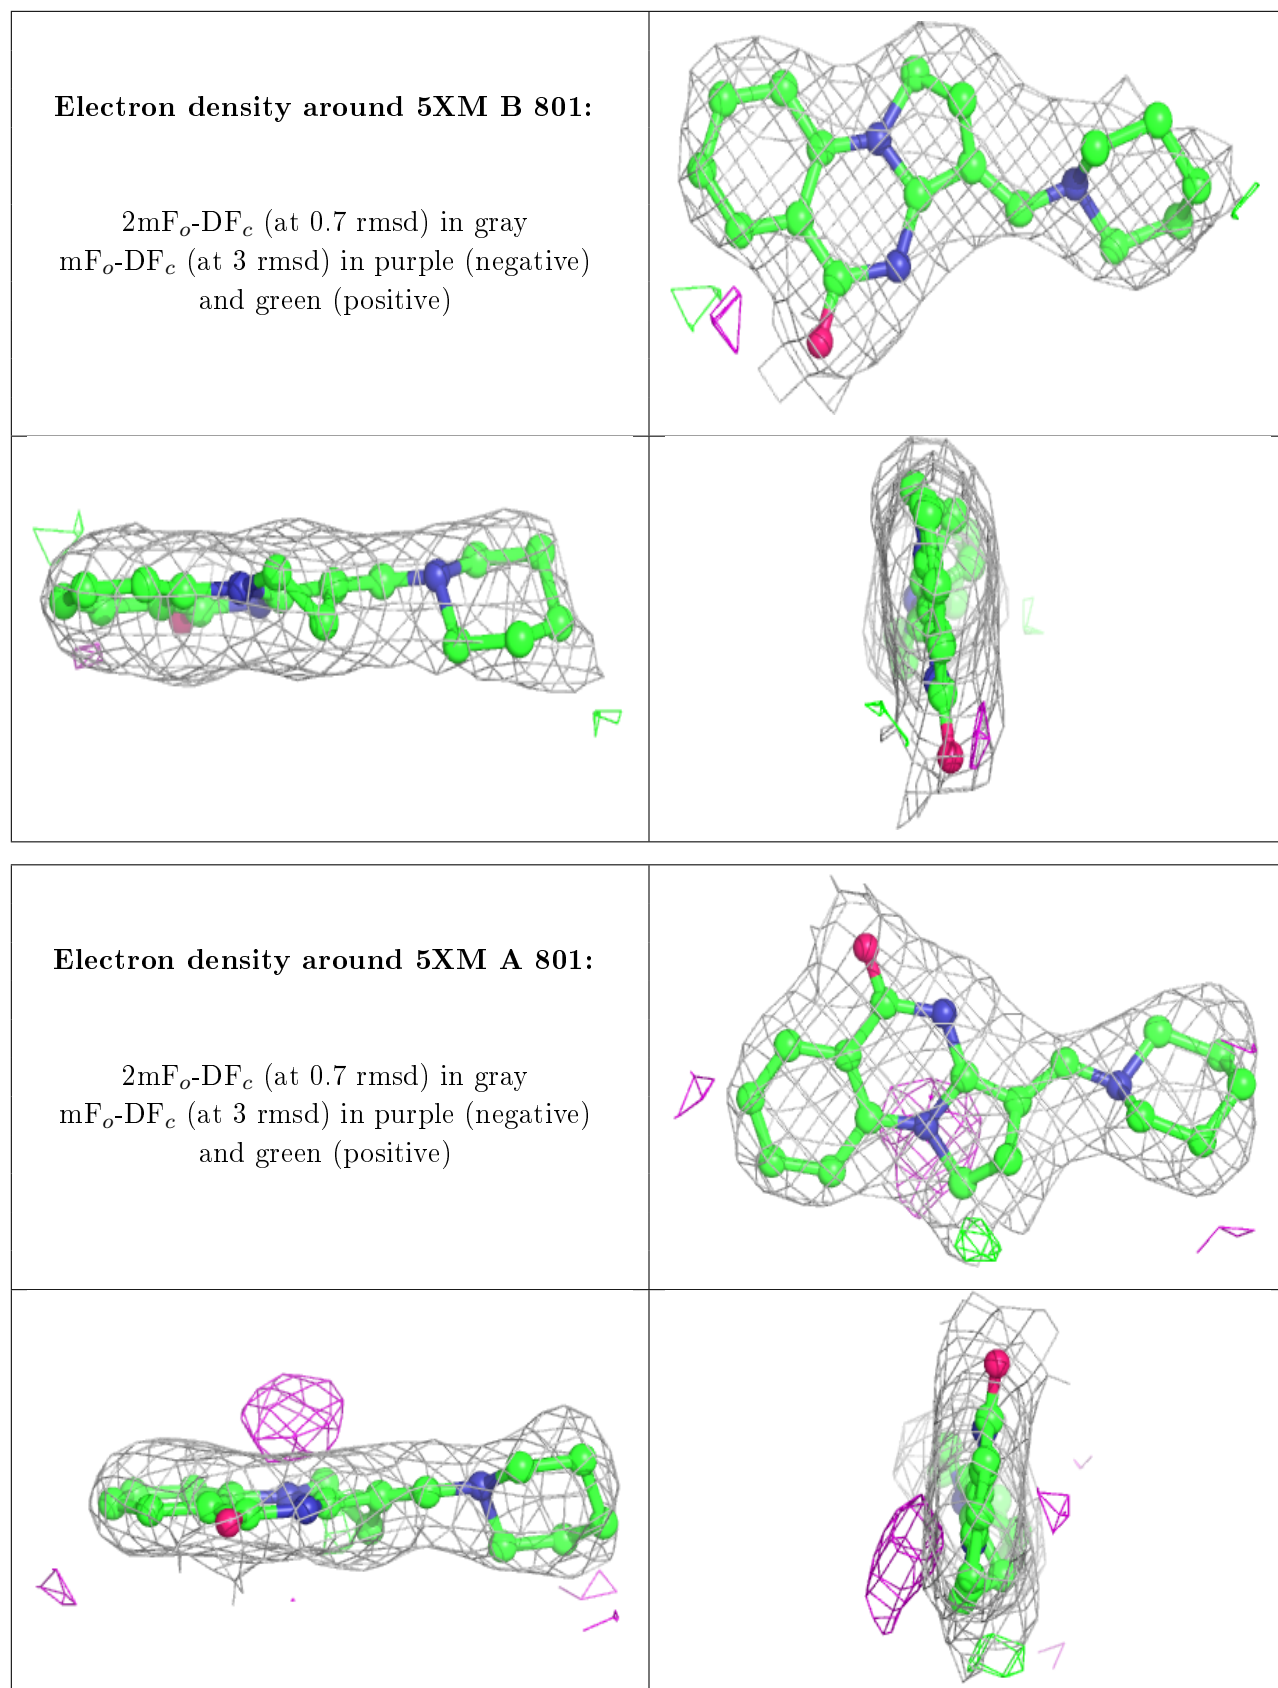 Electron density around 5XM B 801:
2mFo-DFc (at 0.7 rmsd) in gray
mFo-DFc (at 3 rmsd) in purple (negative)
and green (positive)
Electron density around 5XM A 801:
2mFo-DFc (at 0.7 rmsd) in gray
mFo-DFc (at 3 rmsd) in purple (negative)
and green (positive)